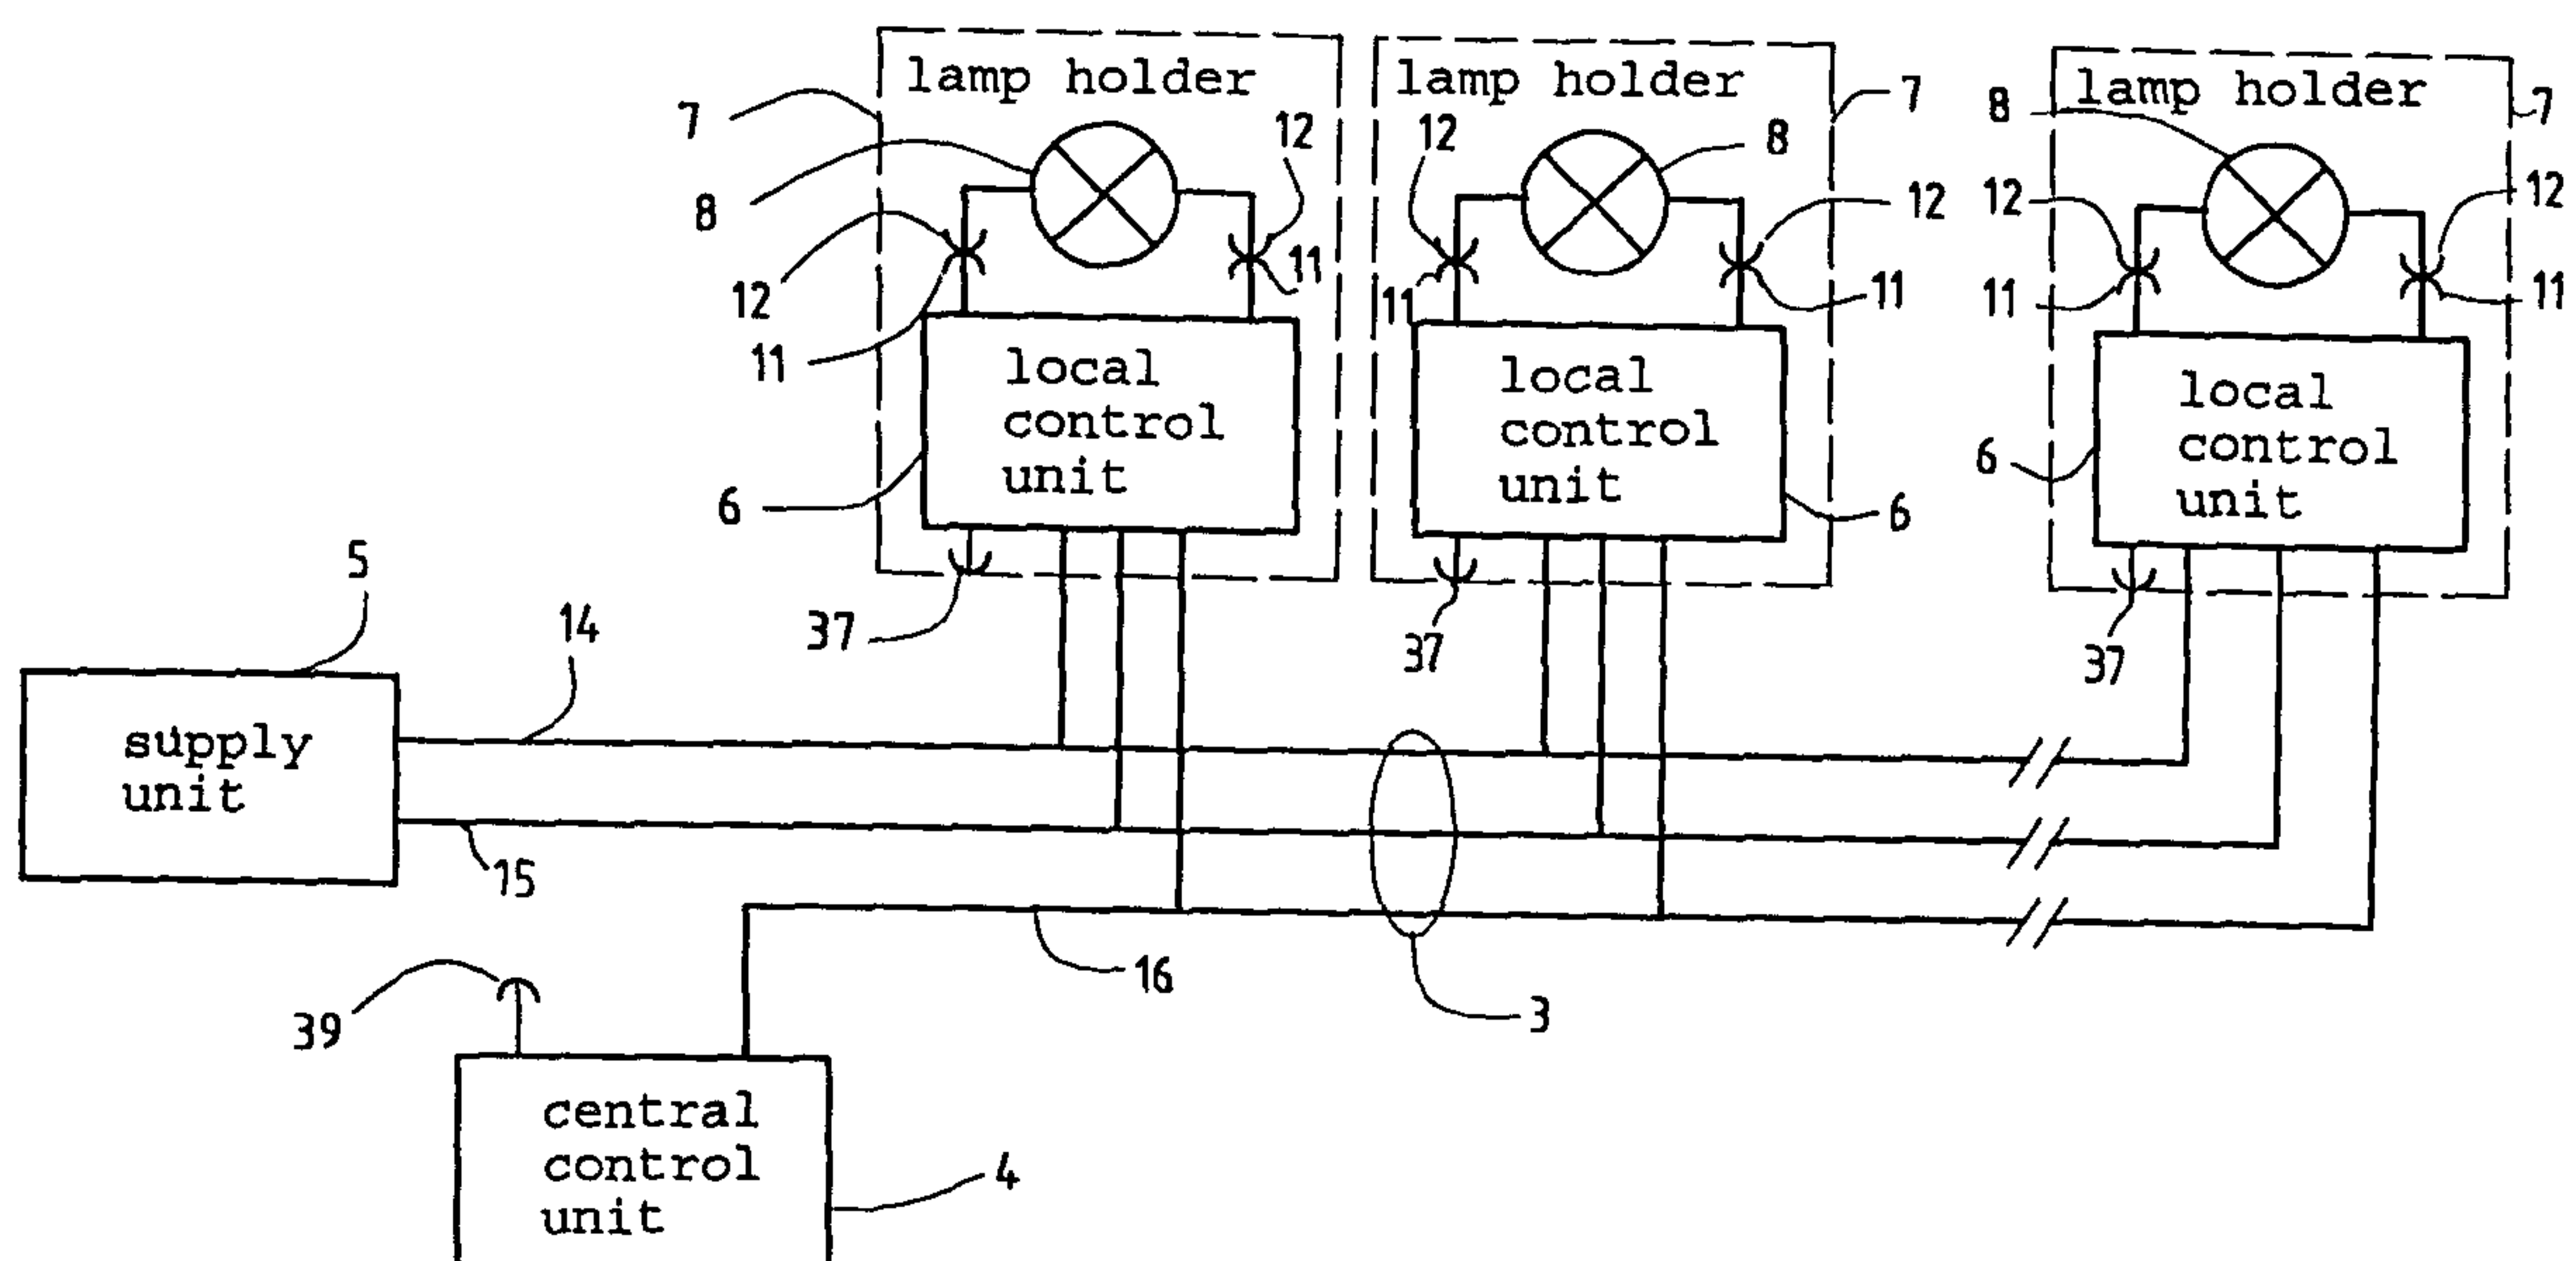 lamp holder
lamp holder
lamp holder
7
8
12
11
12
11
12
11
7
8
12
11
8
12
11
7
12
11
local
control
unit
local
control
unit
local
control
unit
6
6
6
37
37
37
5
14
supply
unit
15
16
3
39
central
control
unit
4